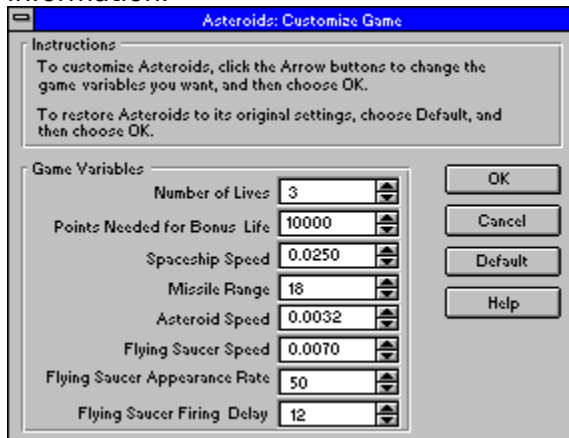 information.
Asteroids: Customize Game
Instructions
To customize Asteroids, click the Arrow buttons to change the
game variables you want, and then choose OK.
To restore Asteroids to its original settings, choose Default, and
then choose OK.
Game Variables
Number of Lives 3
Points Needed for Bonus Life 10000
Spaceship Speed 0.0250
Missile Range 18
Asteroid Speed 0.0032
Flying Saucer Speed 0.0070
Flying Saucer Appearance Rate 50
Flying Saucer Firing Delay 12
OK
Cancel
Default
Help